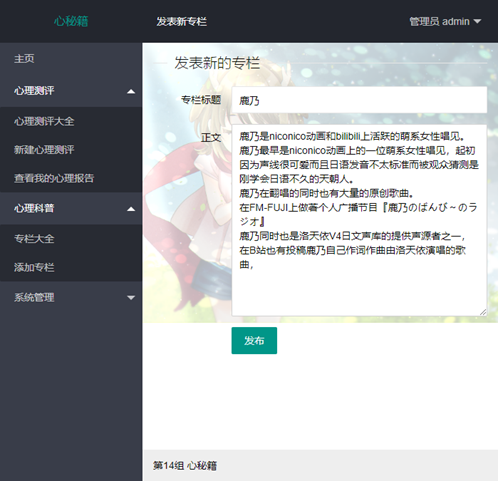 心秘籍
发表新专栏
管理员 admin
主页
心理测评
心理测评大全
新建心理测评
查看我的心理报告
心理科普
专栏大全
添加专栏
系统管理
发表新的专栏
专栏标题
鹿乃
正文
鹿乃是niconico动画和bilibili上活跃的萌系女性唱见。
鹿乃最早是niconico动画上的一位萌系女性唱见，起初
因为声线很可爱而且日语发音不太标准而被观众猜测是
刚学会日语不久的天朝人。
鹿乃在翻唱的同时也有大量的原创歌曲。
在FM-FUJI上做著个人广播节目『鹿乃のばんび～のラ
ジオ』
鹿乃同时也是洛天依V4日文声库的提供声源者之一，
在B站也有投稿鹿乃自己作词作曲由洛天依演唱的歌
曲，
发布
第14组 心秘籍